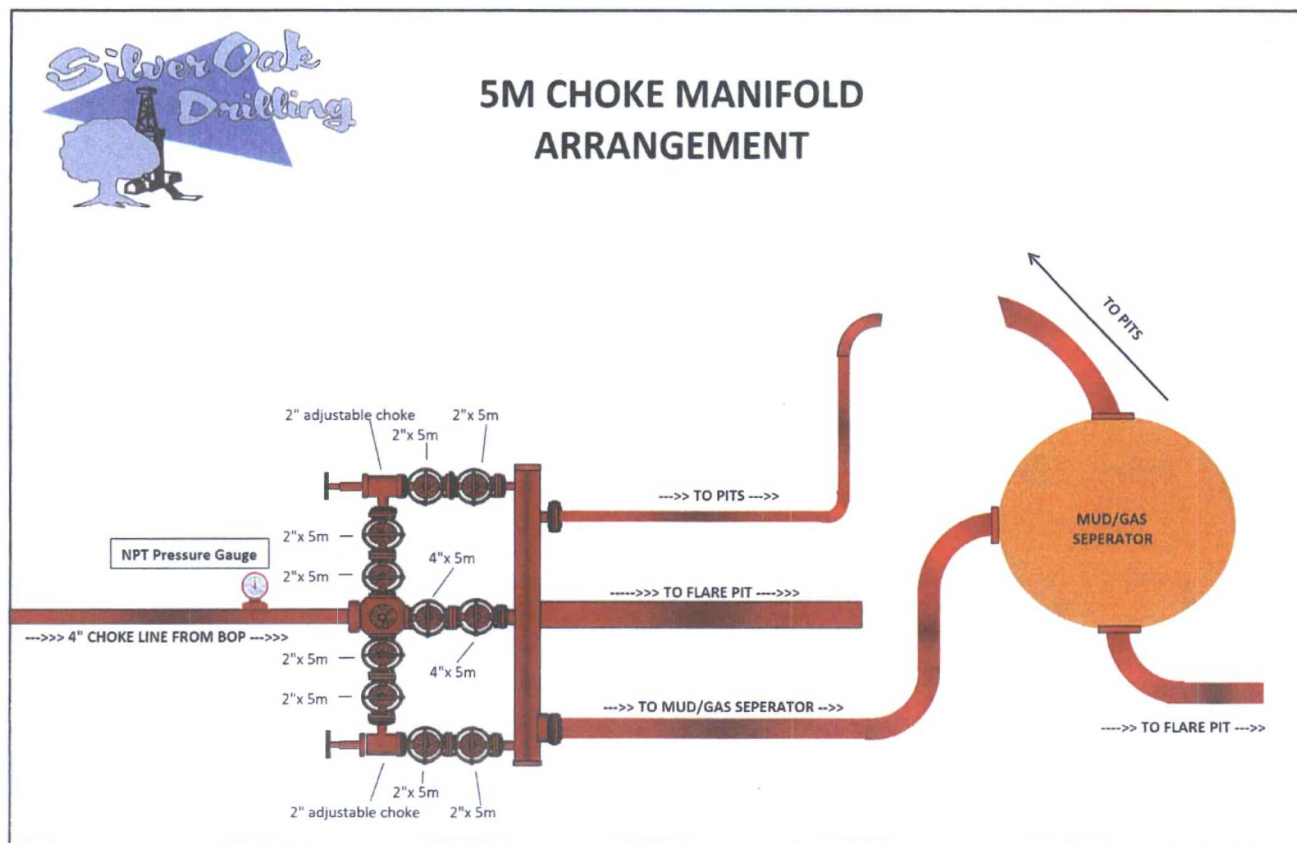 Silver Oak
Drilling
5M CHOKE MANIFOLD
ARRANGEMENT
TO PITS
2" adjustable choke
2"x 5m
2"x 5m
--->> TO PITS --->>
MUD/GAS
SEPERATOR
2"x 5m
NPT Pressure Gauge
4"x 5m
2"x 5m
----->> TO FLARE PIT ---->>>
--->>> 4" CHOKE LINE FROM BOP --->>>
2"x 5m
4"x 5m
2"x 5m
--->> TO MUD/GAS SEPERATOR -->>
---->> TO FLARE PIT --->>>
2"x 5m
2" adjustable choke
2"x 5m